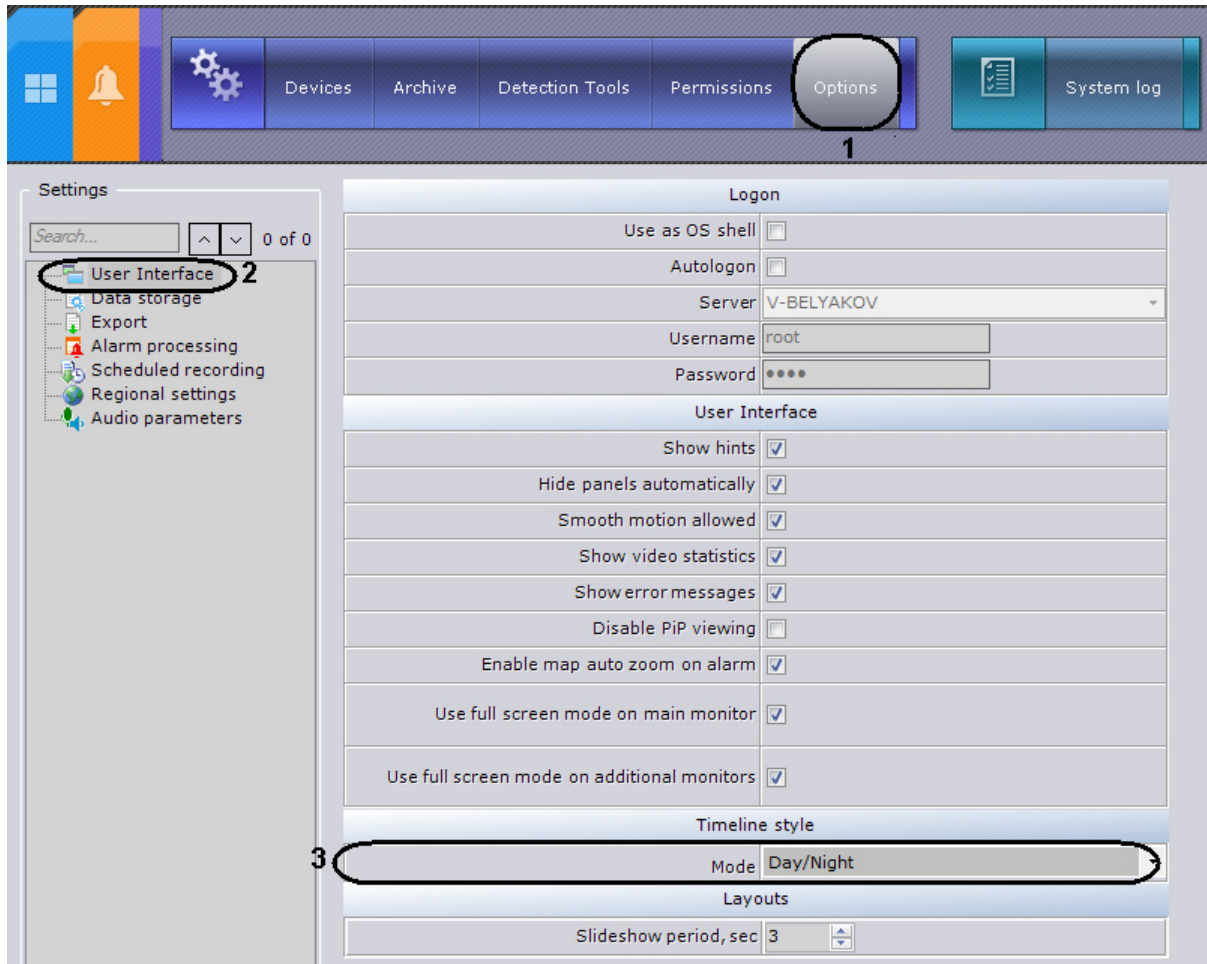 Devices Archive Detection Tools Permissions Options System log
1
Settings
Search... 0 of 0
User Interface 2
Data storage
Export
Alarm processing
Scheduled recording
Regional settings
Audio parameters
Logon
Use as OS shell
Autologon
Server V-BELYAKOV
Username root
Password ••••
User Interface
Show hints
Hide panels automatically
Smooth motion allowed
Show video statistics
Show error messages
Disable PiP viewing
Enable map auto zoom on alarm
Use full screen mode on main monitor
Use full screen mode on additional monitors
Timeline style
3 Mode Day/Night
Layouts
Slideshow period, sec 3